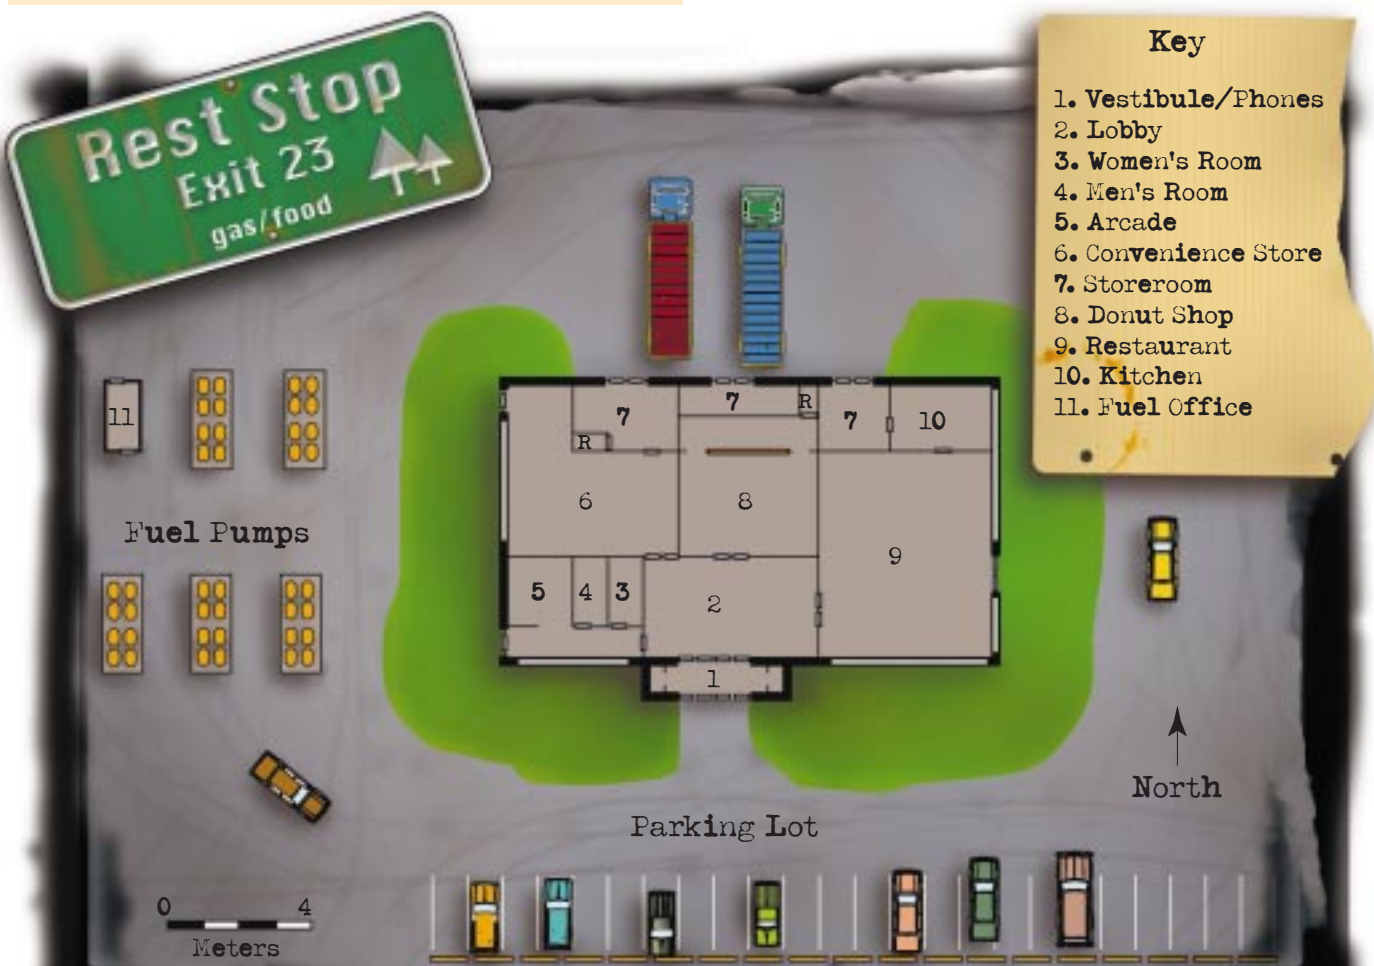 Rest Stop
Exit 23
gas/food
Key
1. Vestibule/Phones
2. Lobby
3. Women's Room
4. Men's Room
5. Arcade
6. Convenience Store
7. Storeroom
8. Donut Shop
9. Restaurant
10. Kitchen
11. Fuel Office
11
7
7
R
7
10
R
6
8
Fuel Pumps
9
5
4
3
2
1
North
Parking Lot
0
4
Meters